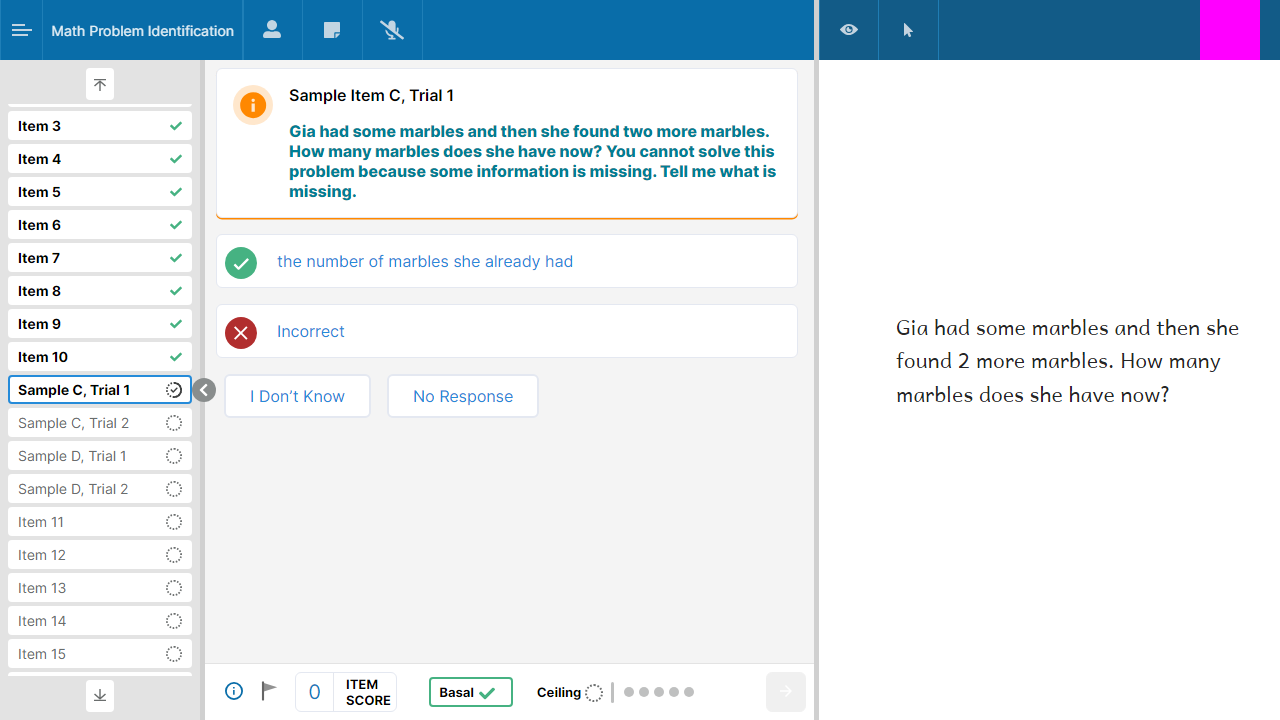 Math Problem Identification
Item 3
Item 4
Item 5
Item 6
Item 7
Item 8
Item 9
Item 10
Sample C, Trial 1
Sample C, Trial 2
Sample D, Trial 1
Sample D, Trial 2
Item 11
Item 12
Item 13
Item 14
Item 15
Sample Item C, Trial 1
Gia had some marbles and then she found two more marbles.
How many marbles does she have now? You cannot solve this
problem because some information is missing. Tell me what is
missing.
the number of marbles she already had
Incorrect
I Don’t Know
No Response
0
ITEM
SCORE
Basal
Ceiling
Gia had some marbles and then she
found 2 more marbles. How many
marbles does she have now?